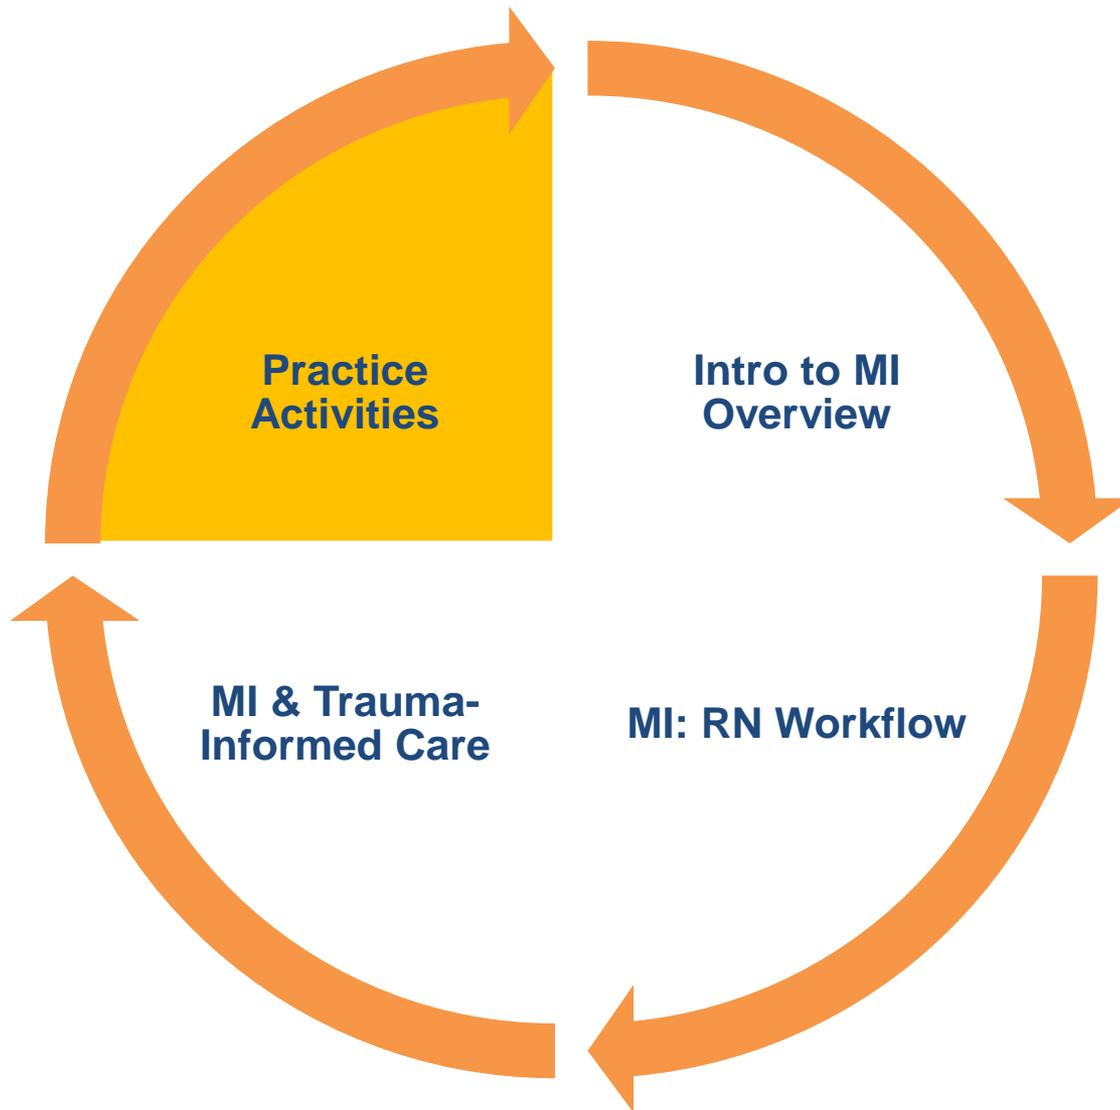 Practice
Activities
Intro to MI
Overview
MI & Trauma-
Informed Care
MI: RN Workflow